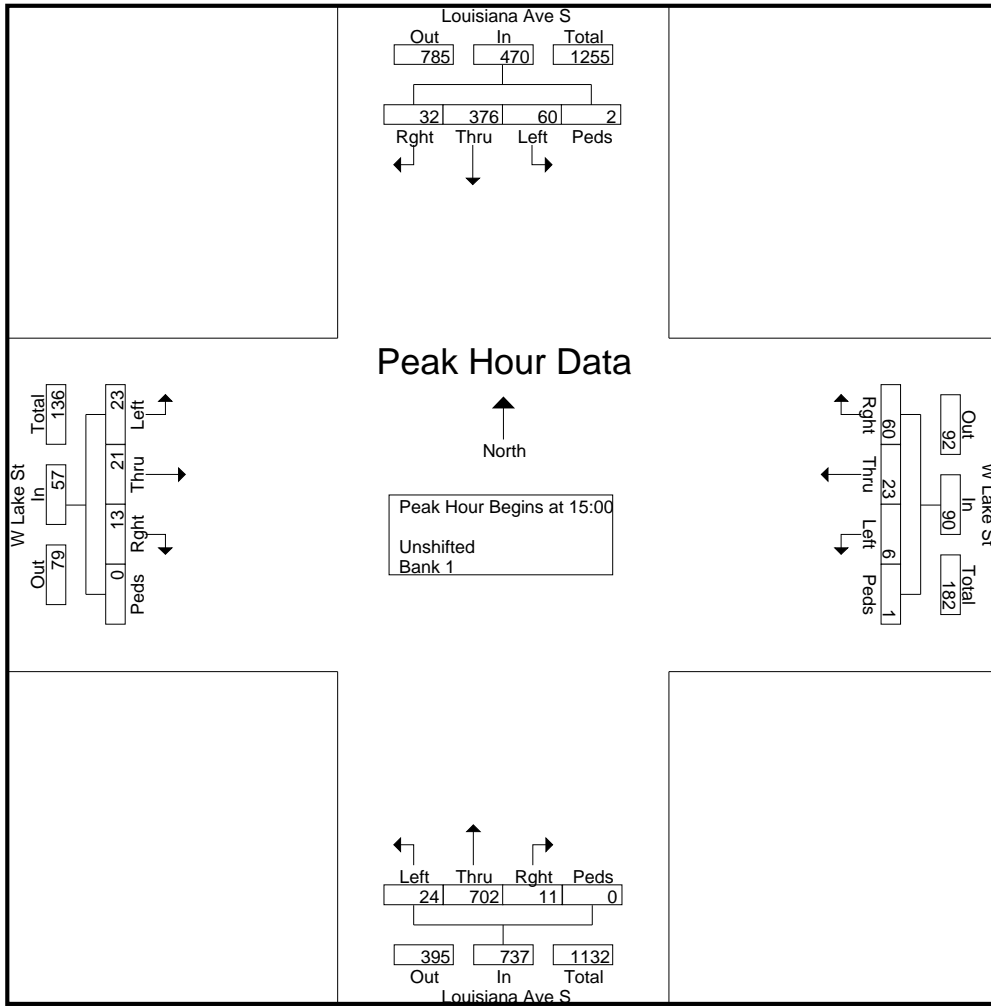 Louisiana Ave S
Out In Total
785 470 1255
32 376 60 2
Rght Thru Left Peds
Peak Hour Data
North
Peak Hour Begins at 15:00
Unshifted
Bank 1
W Lake St
Total In Out
136 57 79
23 21 13 0
Left Thru Rght Peds
W Lake St
Out In Total
92 90 182
60 23 6 1
Rght Thru Left Peds
Left Thru Rght Peds
24 702 11 0
395 737 1132
Out In Total
Louisiana Ave S